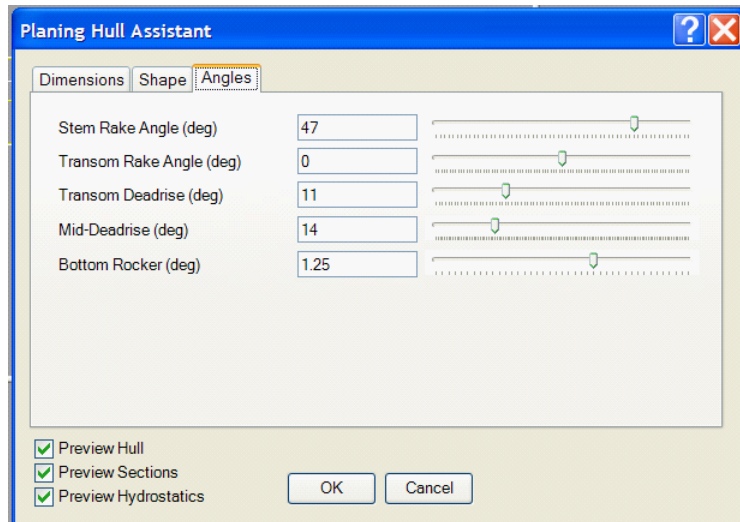 Planing Hull Assistant
Dimensions Shape Angles
Stem Rake Angle (deg) 47
Transom Rake Angle (deg) 0
Transom Deadrise (deg) 11
Mid-Deadrise (deg) 14
Bottom Rocker (deg) 1.25
Preview Hull
Preview Sections
Preview Hydrostatics
OK Cancel